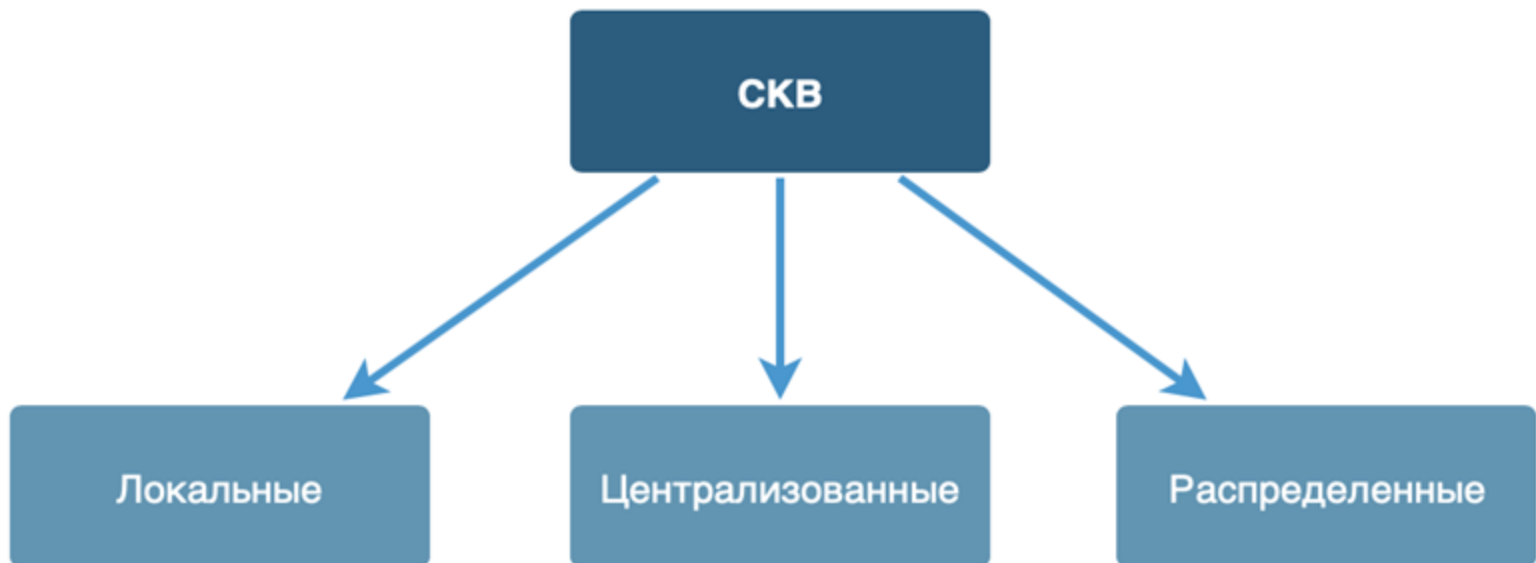 СКВ
Локальные
Централизованные
Распределенные